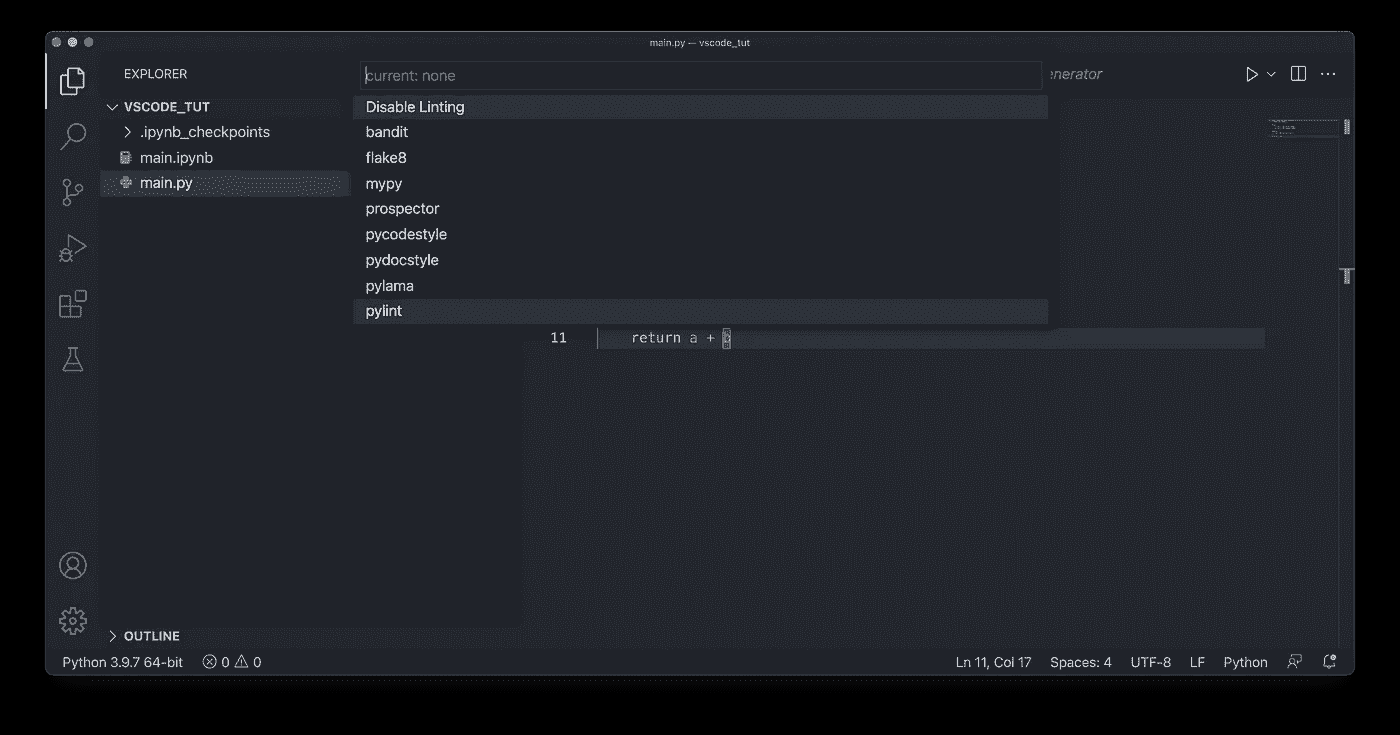 main.py — vscode_tut
EXPLORER
VSCODE_TUT
.ipynb_checkpoints
main.ipynb
main.py
current: none
Disable Linting
bandit
flake8
mypy
prospector
pycodestyle
pydocstyle
pylama
pylint
11 return a + b
OUTLINE
Python 3.9.7 64-bit 0 0
Ln 11, Col 17 Spaces: 4 UTF-8 LF Python